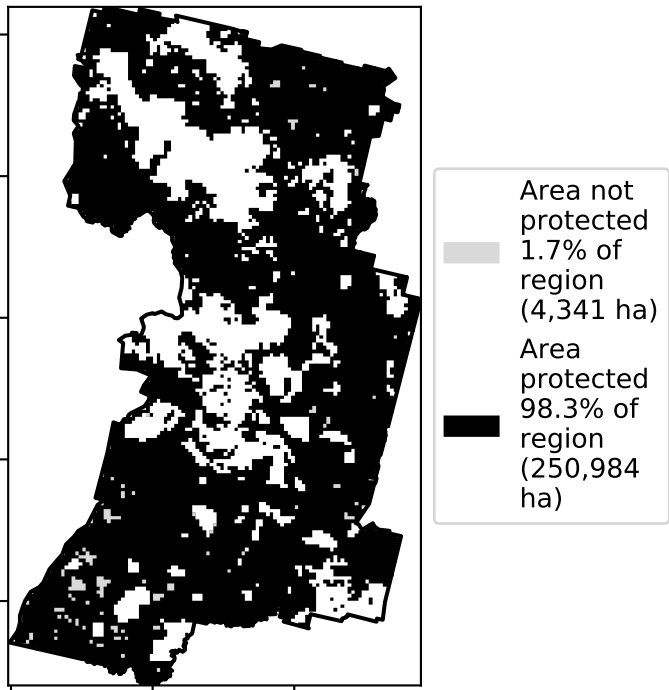 Area not
protected
1.7% of
region
(4,341 ha)
Area
protected
98.3% of
region
(250,984
ha)